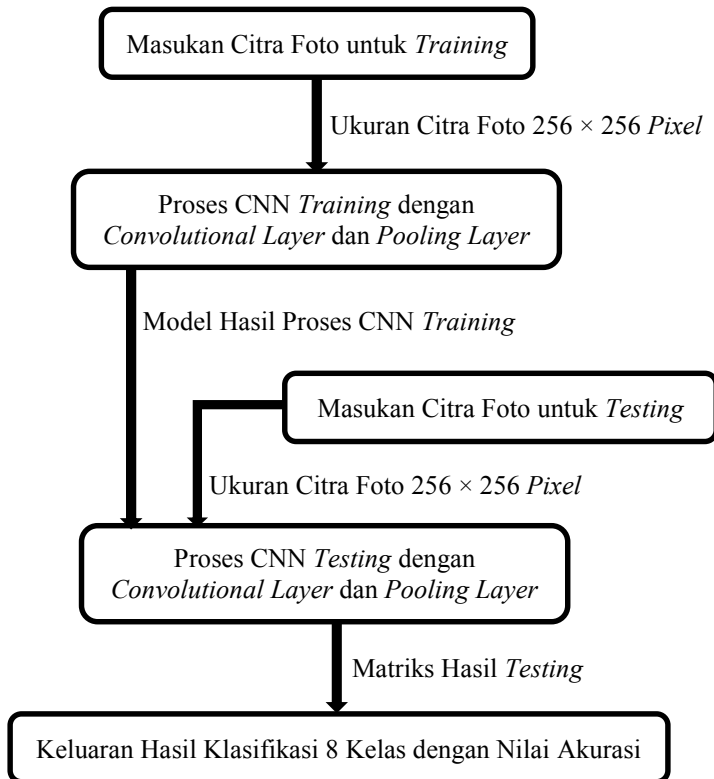 Masukan Citra Foto untuk Training
Ukuran Citra Foto 256 × 256 Pixel
Proses CNN Training dengan
Convolutional Layer dan Pooling Layer
Model Hasil Proses CNN Training
Masukan Citra Foto untuk Testing
Ukuran Citra Foto 256 × 256 Pixel
Proses CNN Testing dengan
Convolutional Layer dan Pooling Layer
Matriks Hasil Testing
Keluaran Hasil Klasifikasi 8 Kelas dengan Nilai Akurasi